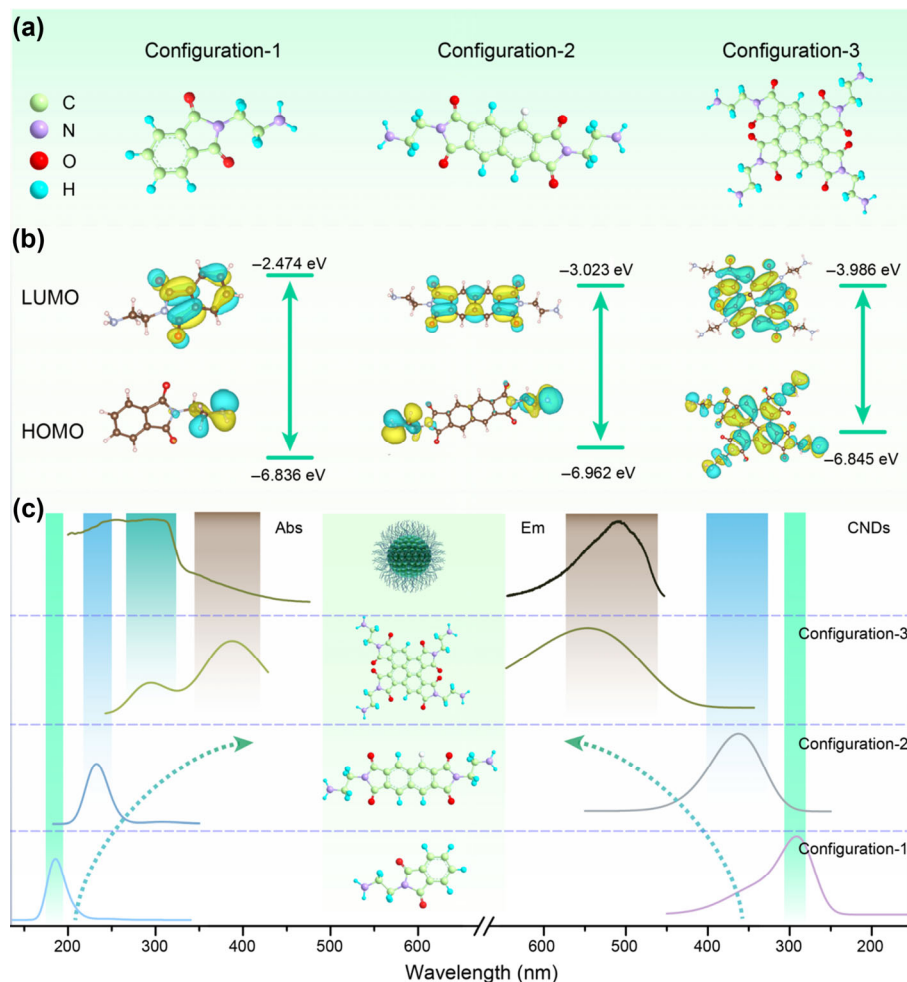 (a)
Configuration-1
Configuration-2
Configuration-3
C
N
O
H
(b)
LUMO
HOMO
–2.474 eV
–6.836 eV
–3.023 eV
–6.962 eV
–3.986 eV
–6.845 eV
(c)
Abs
Em
CNDs
Configuration-3
Configuration-2
Configuration-1
200 300 400 500 600 500 400 300 200
Wavelength (nm)